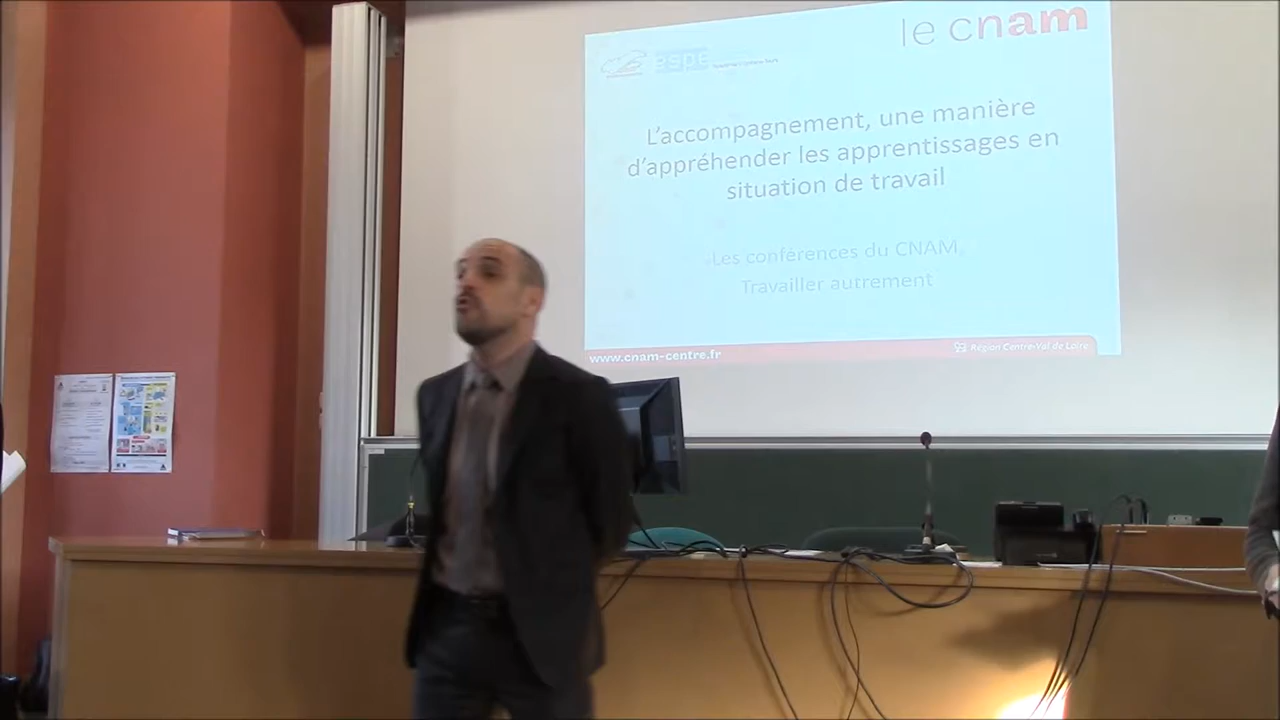 le cnam
espe
L'accompagnement, une manière
d'appréhender les apprentissages en
situation de travail
Les conférences du CNAM
Travailler autrement
www.cnam-centre.fr
Région Centre-Val de Loire